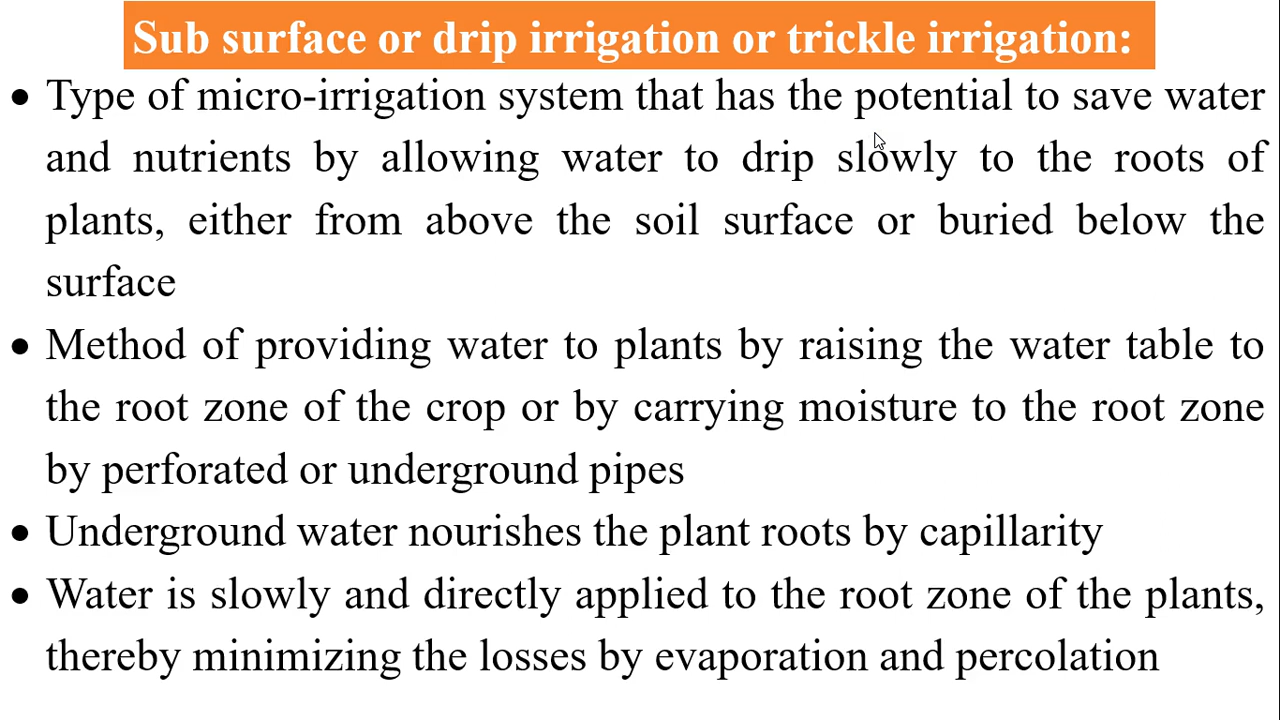 Sub surface or drip irrigation or trickle irrigation:
• Type of micro-irrigation system that has the potential to save water
and nutrients by allowing water to drip slowly to the roots of
plants, either from above the soil surface or buried below the
surface
• Method of providing water to plants by raising the water table to
the root zone of the crop or by carrying moisture to the root zone
by perforated or underground pipes
• Underground water nourishes the plant roots by capillarity
• Water is slowly and directly applied to the root zone of the plants,
thereby minimizing the losses by evaporation and percolation